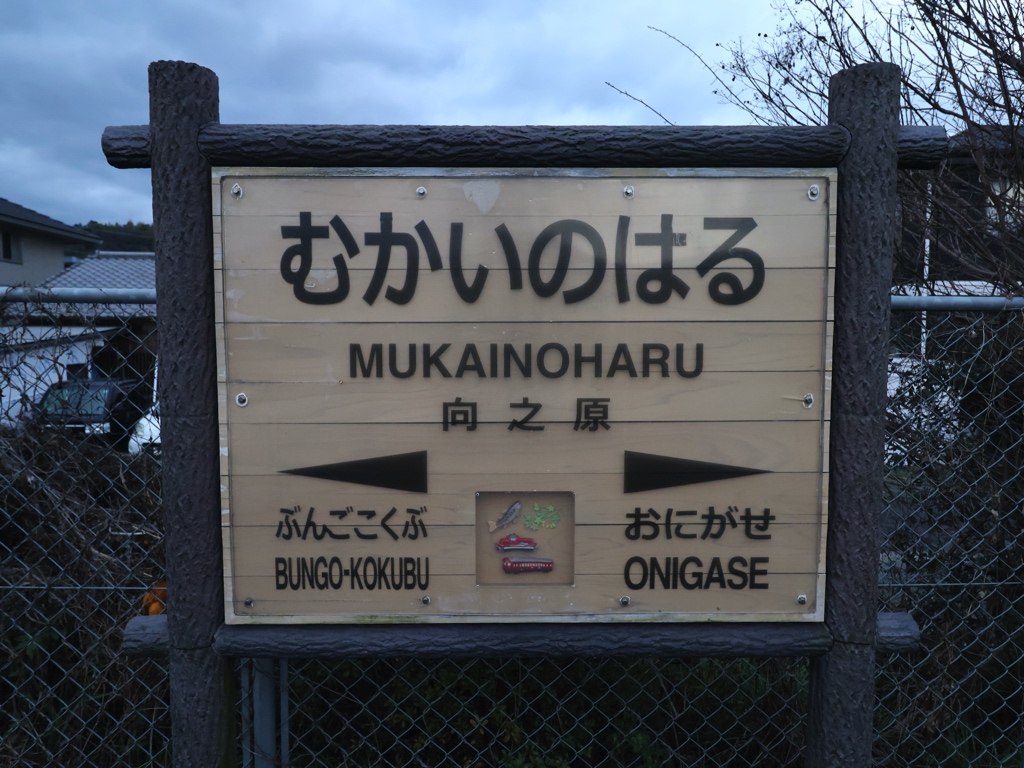 むかいのはる
MUKAINOHARU
向之原
ぶんごこくぶ
BUNGO-KOKUBU
おにがせ
ONIGASE